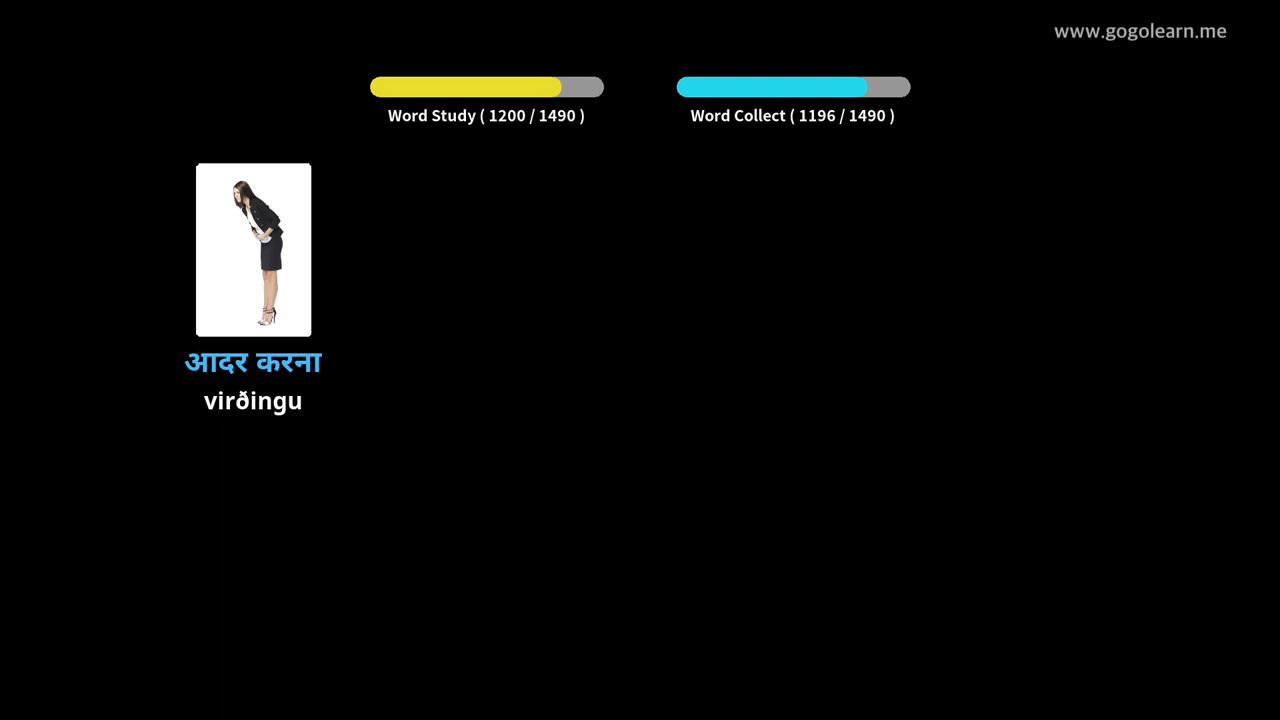 www.gogolearn.me
Word Study ( 1200 / 1490 )
Word Collect ( 1196 / 1490 )
आदर करना
virðingu